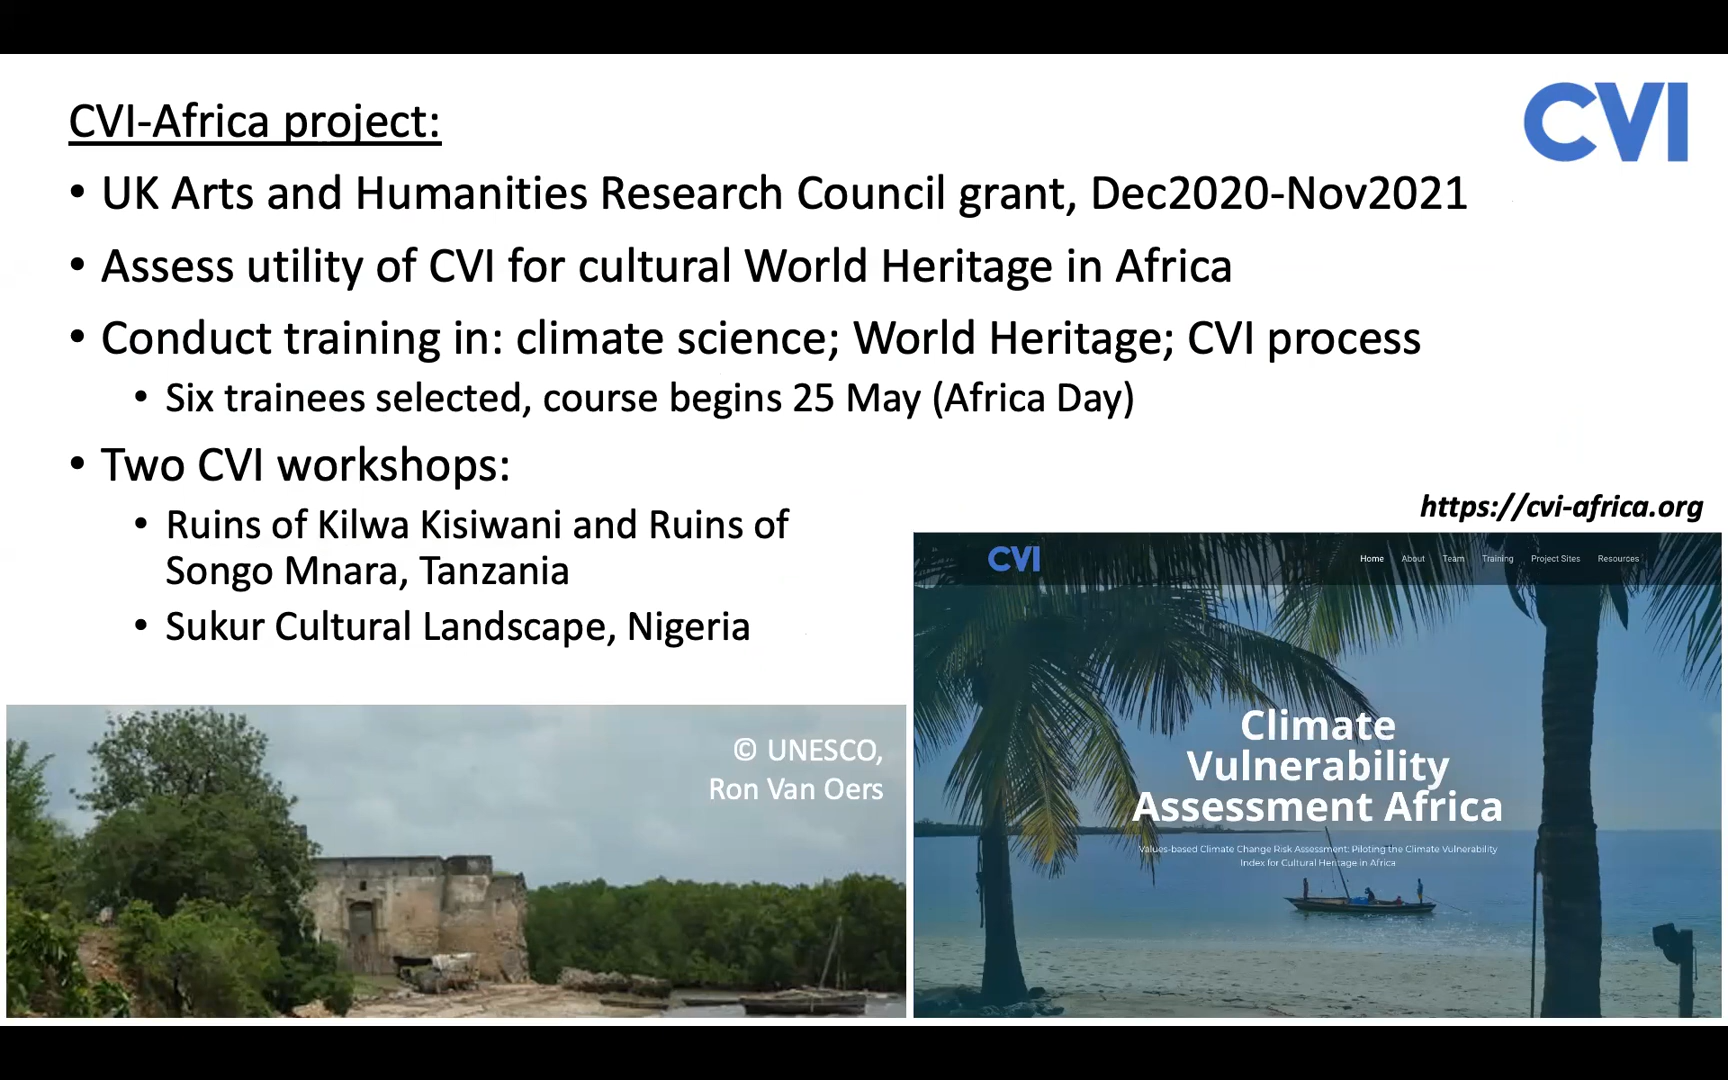 CVI-Africa project:
CVI
• UK Arts and Humanities Research Council grant, Dec2020-Nov2021
• Assess utility of CVI for cultural World Heritage in Africa
• Conduct training in: climate science; World Heritage; CVI process
• Six trainees selected, course begins 25 May (Africa Day)
• Two CVI workshops:
• Ruins of Kilwa Kisiwani and Ruins of
Songo Mnara, Tanzania
• Sukur Cultural Landscape, Nigeria
© UNESCO,
Ron Van Oers
https://cvi-africa.org
CVI
Home About Team Training Project Sites Resources
Climate
Vulnerability
Assessment Africa
Values-based Climate Change Risk Assessment: Piloting the Climate Vulnerability
Index for Cultural Heritage in Africa